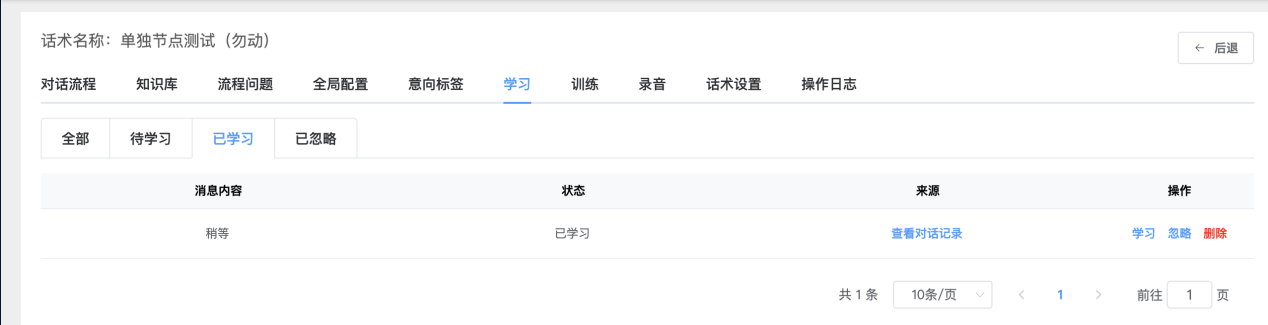 话术名称：单独节点测试（勿动）
← 后退
对话流程 知识库 流程问题 全局配置 意向标签 学习 训练 录音 话术设置 操作日志
全部 待学习 已学习 已忽略
消息内容 状态 来源 操作
稍等 已学习 查看对话记录 学习 忽略 删除
共 1 条 10条/页 1 前往 1 页